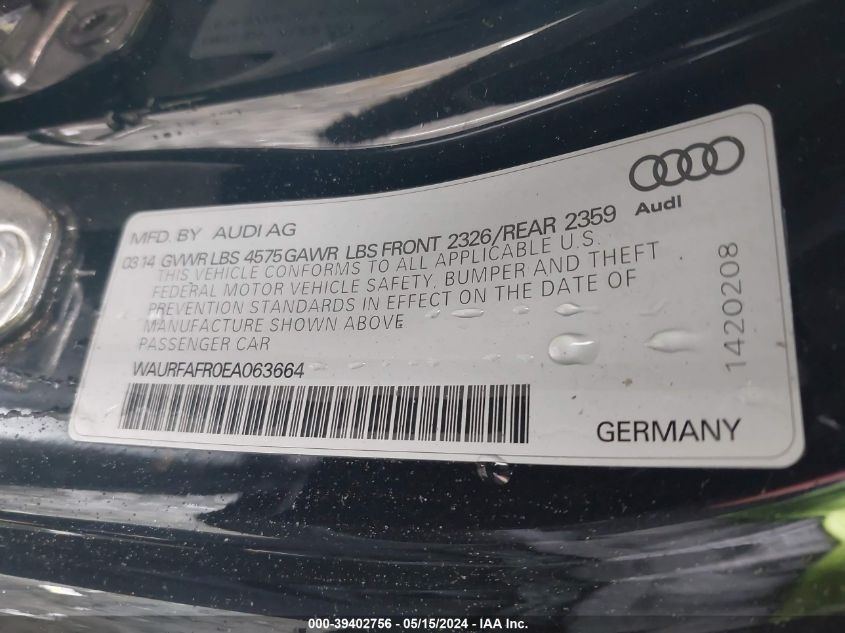 Audi
MFD. BY AUDI AG
03 14 GVWR LBS 4575 GAWR LBS FRONT 2326/REAR 2359
THIS VEHICLE CONFORMS TO ALL APPLICABLE U.S.
FEDERAL MOTOR VEHICLE SAFETY, BUMPER AND THEFT
PREVENTION STANDARDS IN EFFECT ON THE DATE OF
MANUFACTURE SHOWN ABOVE
PASSENGER CAR
WAURFAFR0EA063664
GERMANY
1420208
000-39402756 - 05/15/2024 - IAA Inc.